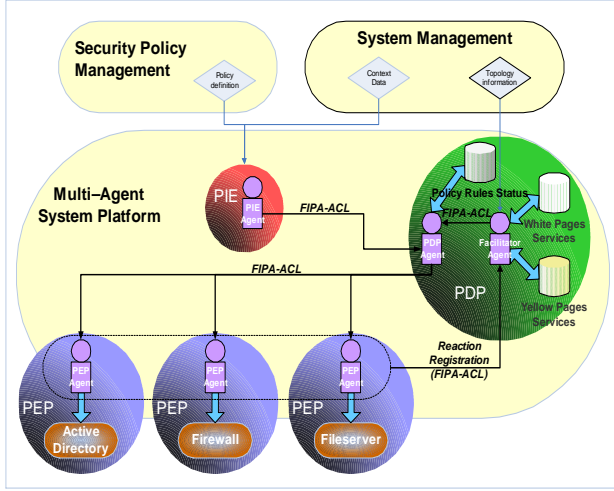 Security Policy
Management
System Management
Policy
definition
Context
Data
Topology
information
Multi–Agent
System Platform
PIE
PIE
Agent
FIPA-ACL
Policy Rules Status
FIPA-ACL
White Pages
Services
PDP
Agent
Facilitator
Agent
PDP
Yellow Pages
Services
FIPA-ACL
Reaction
Registration
(FIPA-ACL)
PEP
Agent
PEP
Agent
PEP
Agent
PEP
PEP
PEP
Active
Directory
Firewall
Fileserver